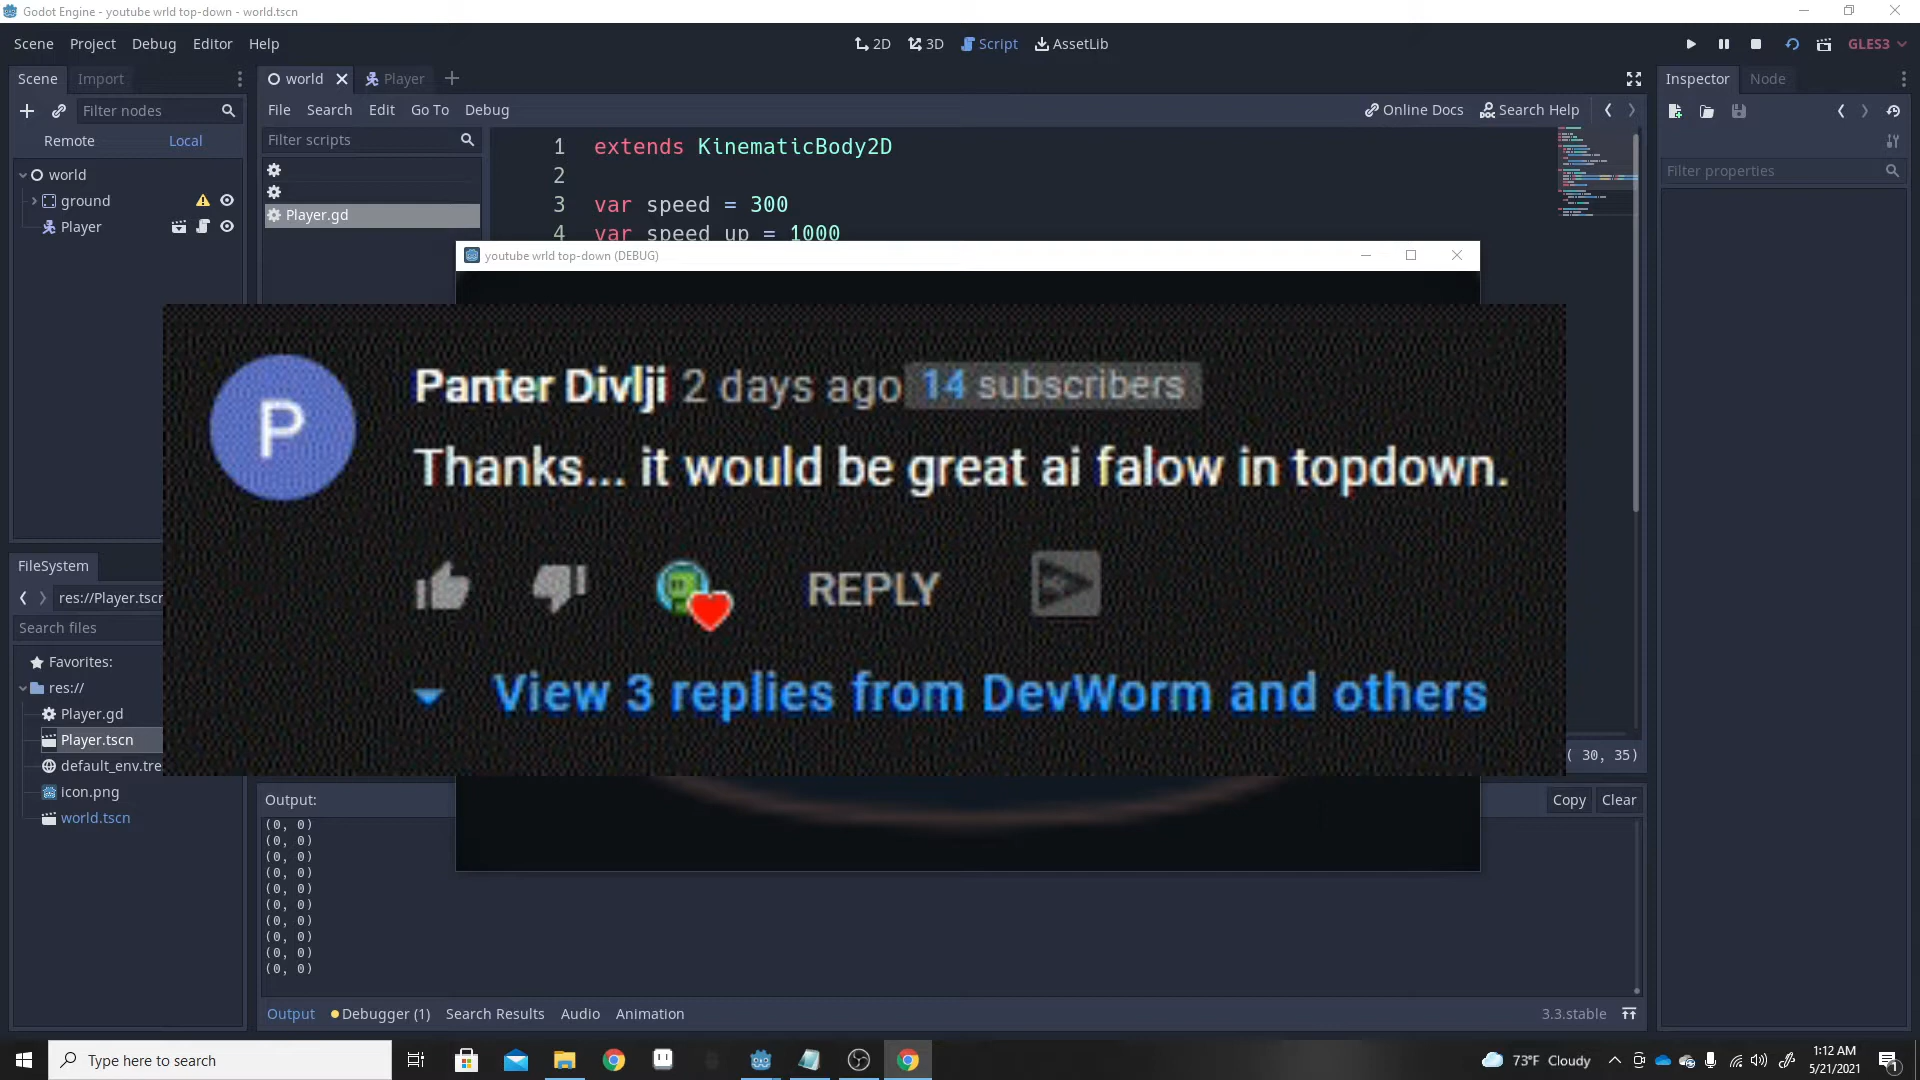 Godot Engine - youtube wrld top-down - world.tscn
Scene Project Debug Editor Help
2D 3D Script AssetLib
GLES3
Scene Import
world Player
Inspector Node
Filter nodes
File Search Edit Go To Debug
Online Docs Search Help
Remote Local
Filter scripts
Filter properties
world
ground
Player
Player.gd
1 extends KinematicBody2D
2
3 var speed = 300
4 var speed_up = 1000
youtube wrld top-down (DEBUG)
P
Panter Divlji 2 days ago 14 subscribers
Thanks... it would be great ai falow in topdown.
REPLY
View 3 replies from DevWorm and others
FileSystem
res://Player.tscn
Search files
Favorites:
res://
Player.gd
Player.tscn
default_env.tre
icon.png
world.tscn
( 30, 35)
Output:
Copy Clear
(0, 0)
(0, 0)
(0, 0)
(0, 0)
(0, 0)
(0, 0)
(0, 0)
(0, 0)
(0, 0)
(0, 0)
Output Debugger (1) Search Results Audio Animation
3.3.stable
Type here to search
73°F Cloudy
1:12 AM
5/21/2021
1